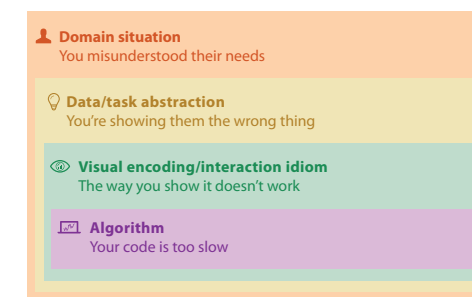 Domain situation
You misunderstood their needs
Data/task abstraction
You're showing them the wrong thing
Visual encoding/interaction idiom
The way you show it doesn't work
Algorithm
Your code is too slow